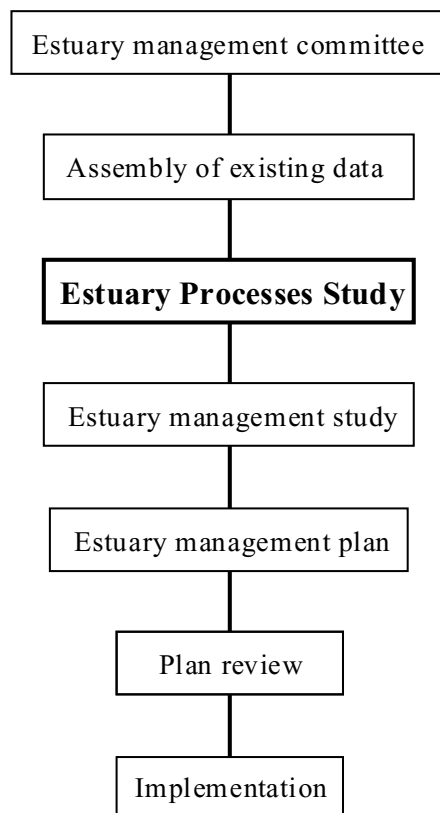 Estuary management committee
Assembly of existing data
Estuary Processes Study
Estuary management study
Estuary management plan
Plan review
Implementation